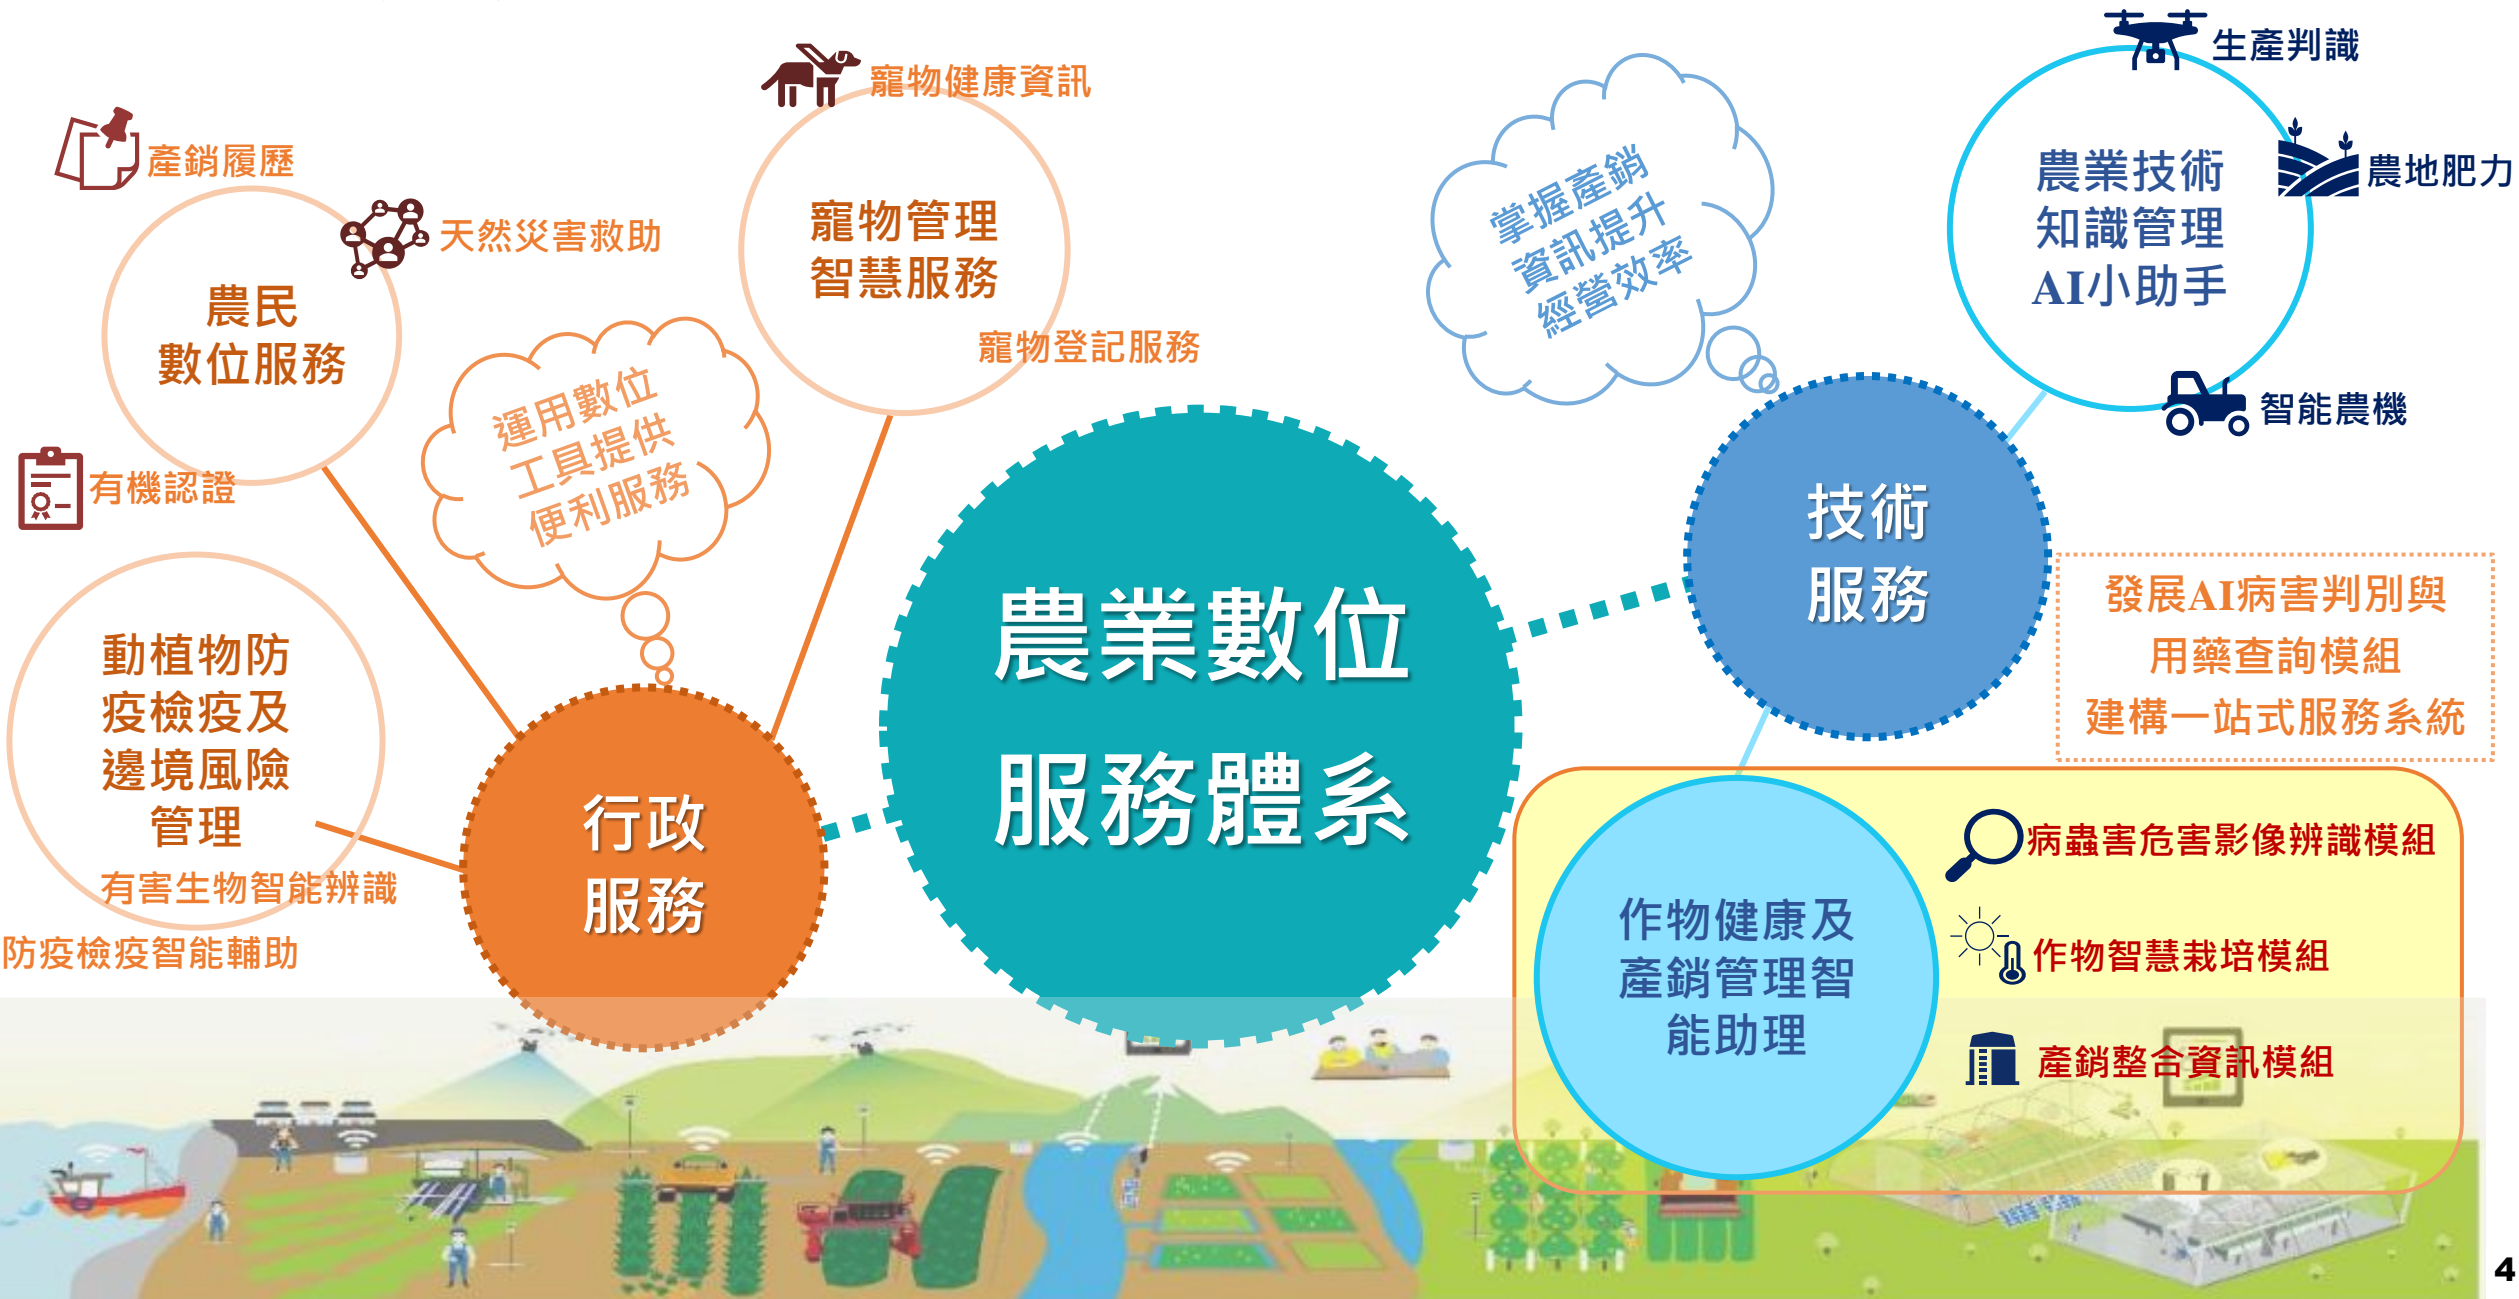 產銷履歷
天然災害救助
農民
數位服務
有機認證
寵物健康資訊
寵物管理
智慧服務
寵物登記服務
運用數位
工具提供
便利服務
動植物防
疫檢疫及
邊境風險
管理
有害生物智能辨識
防疫檢疫智能輔助
行政
服務
農業數位
服務體系
掌握產銷
資訊提升
經營效率
技術
服務
生產判識
農地肥力
農業技術
知識管理
AI小助手
智能農機
發展AI病害判別與
用藥查詢模組
建構一站式服務系統
作物健康及
產銷管理智
能助理
病蟲害危害影像辨識模組
作物智慧栽培模組
產銷整合資訊模組
4